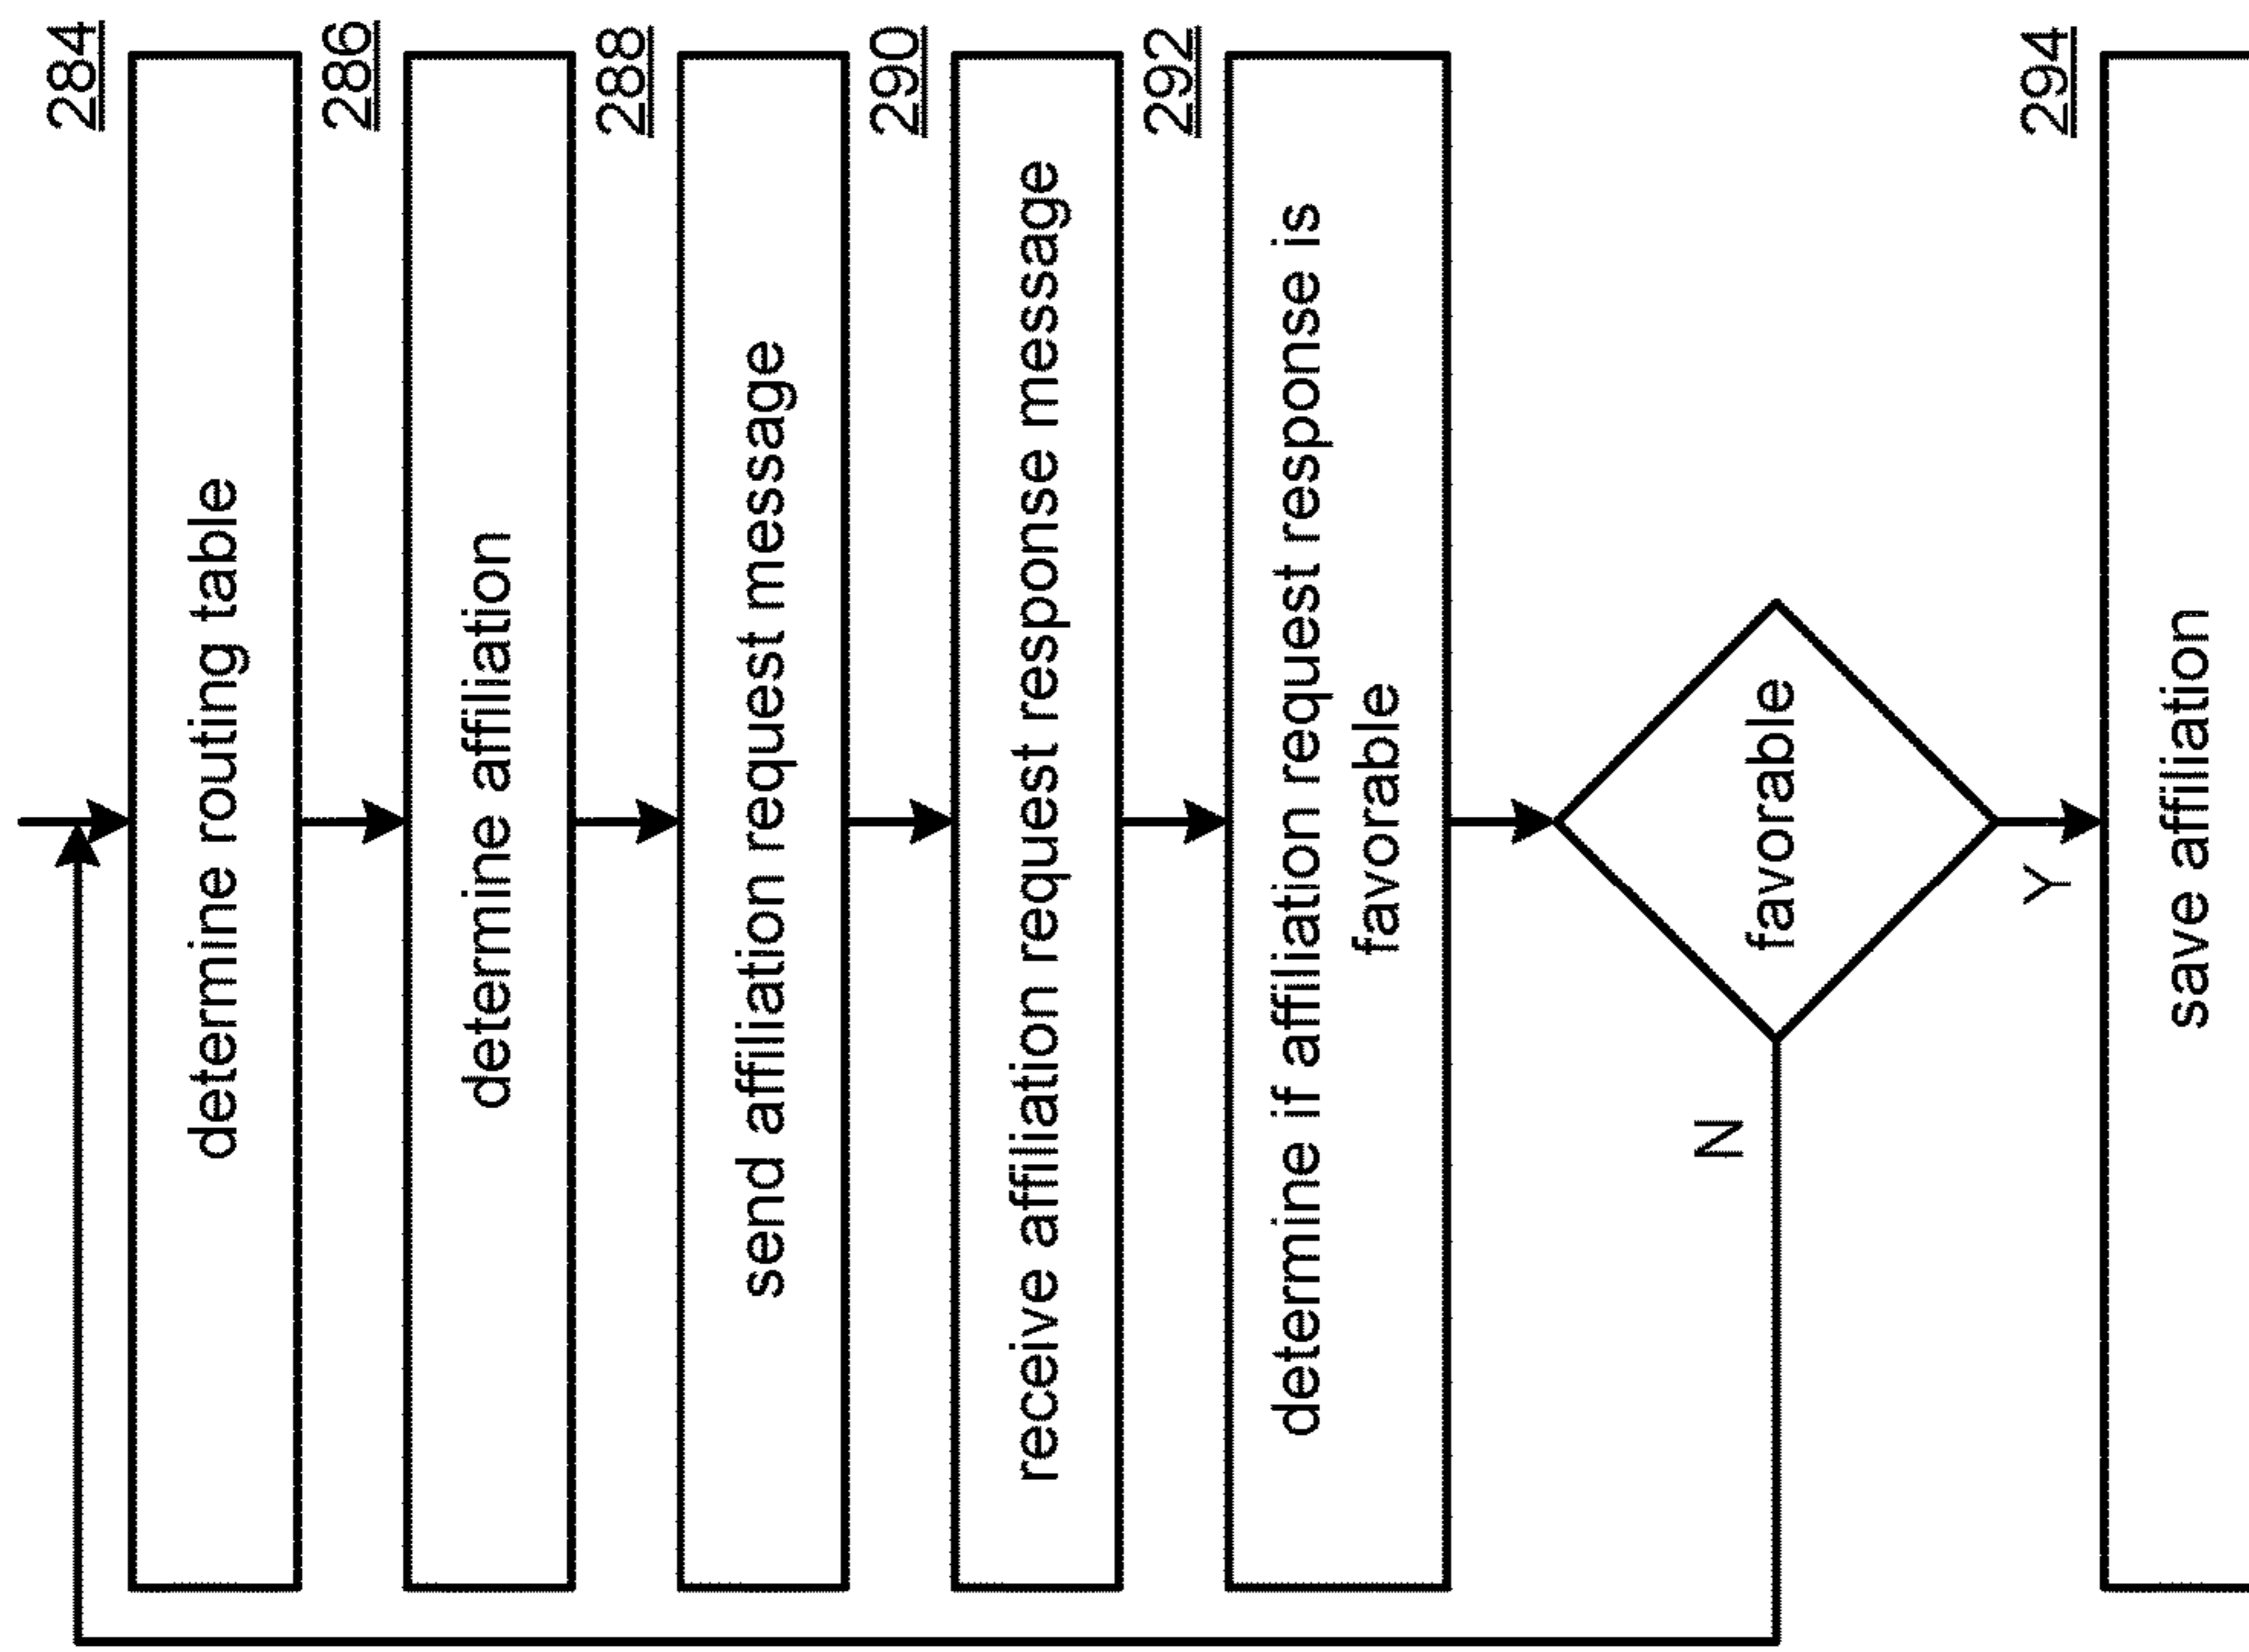 284
determine routing table
286
determine affiliation
288
send affiliation request message
290
receive affiliation request response message
292
determine if affiliation request response is
favorable
favorable
N
Y
294
save affiliation